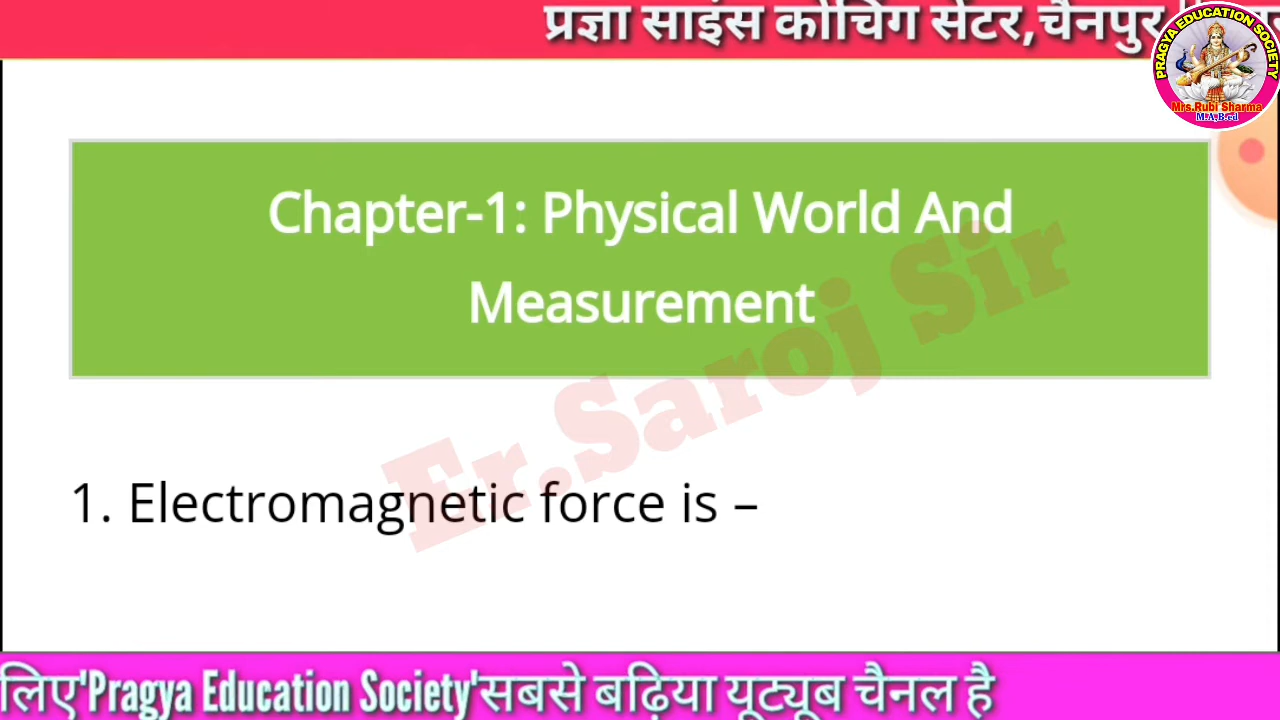 प्रज्ञा साइंस कोचिंग सेंटर,चैनपुर
PRAGYA EDUCATION SOCIETY
Mrs.Rubi Sharma
M.A,B.ed
Chapter-1: Physical World And
Measurement
Er.Saroj Sir
1. Electromagnetic force is –
लिए'Pragya Education Society'सबसे बढ़िया यूट्यूब चैनल है